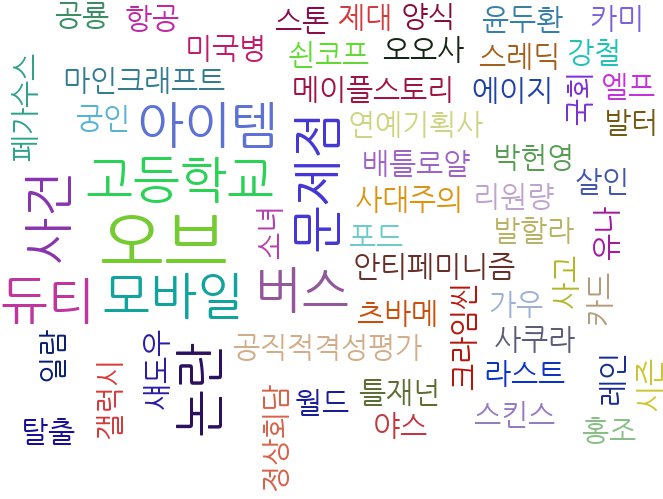 공룡
항공
스톤
제대
양식
윤두환
카미
미국병
쇤코프
오오사
스레딕
강철
페가수스
마인크래프트
메이플스토리
에이지
국회
엘프
궁인
아이템
문제점
연예기획사
발터
사건
고등학교
배틀로얄
박헌영
살인
오브
소녀
사대주의
리원량
포드
발할라
유나
듀티
모바일
버스
안티페미니즘
사고
카드
츠바메
크라임씬
가우
일람
새도우
논란
공직적격성평가
사쿠라
갤럭시
라스트
레인
시즌
탈출
정상회담
월드
틀재넌
야스
스킨스
홍조